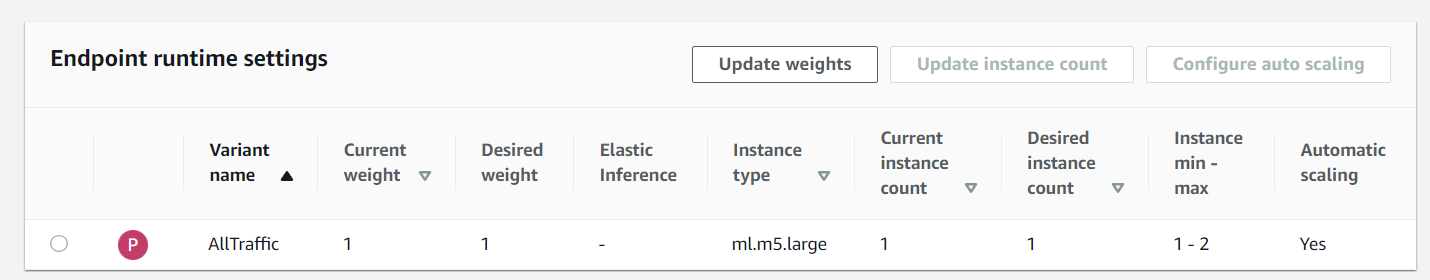 Endpoint runtime settings
Update weights
Update instance count
Configure auto scaling
Variant
name
Current
weight
Desired
weight
Elastic
Inference
Instance
type
Current
instance
count
Desired
instance
count
Instance
min -
max
Automatic
scaling
P
AllTraffic
1
1
-
ml.m5.large
1
1
1 - 2
Yes